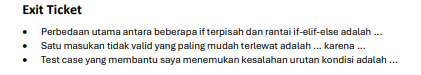 Exit Ticket
• Perbedaan utama antara beberapa if terpisah dan rantai if-elif-else adalah ...
• Satu masukan tidak valid yang paling mudah terlewat adalah ... karena ...
• Test case yang membantu saya menemukan kesalahan urutan kondisi adalah ...